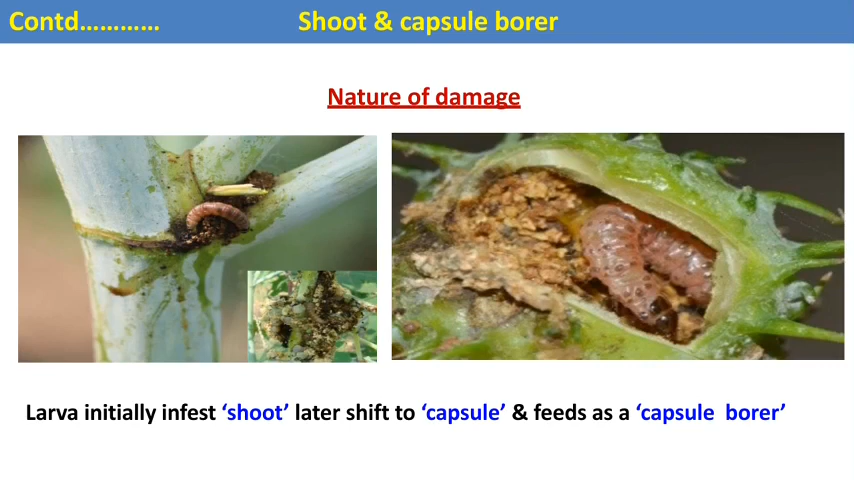 Contd………… Shoot & capsule borer
Nature of damage
Larva initially infest ‘shoot’ later shift to ‘capsule’ & feeds as a ‘capsule borer’